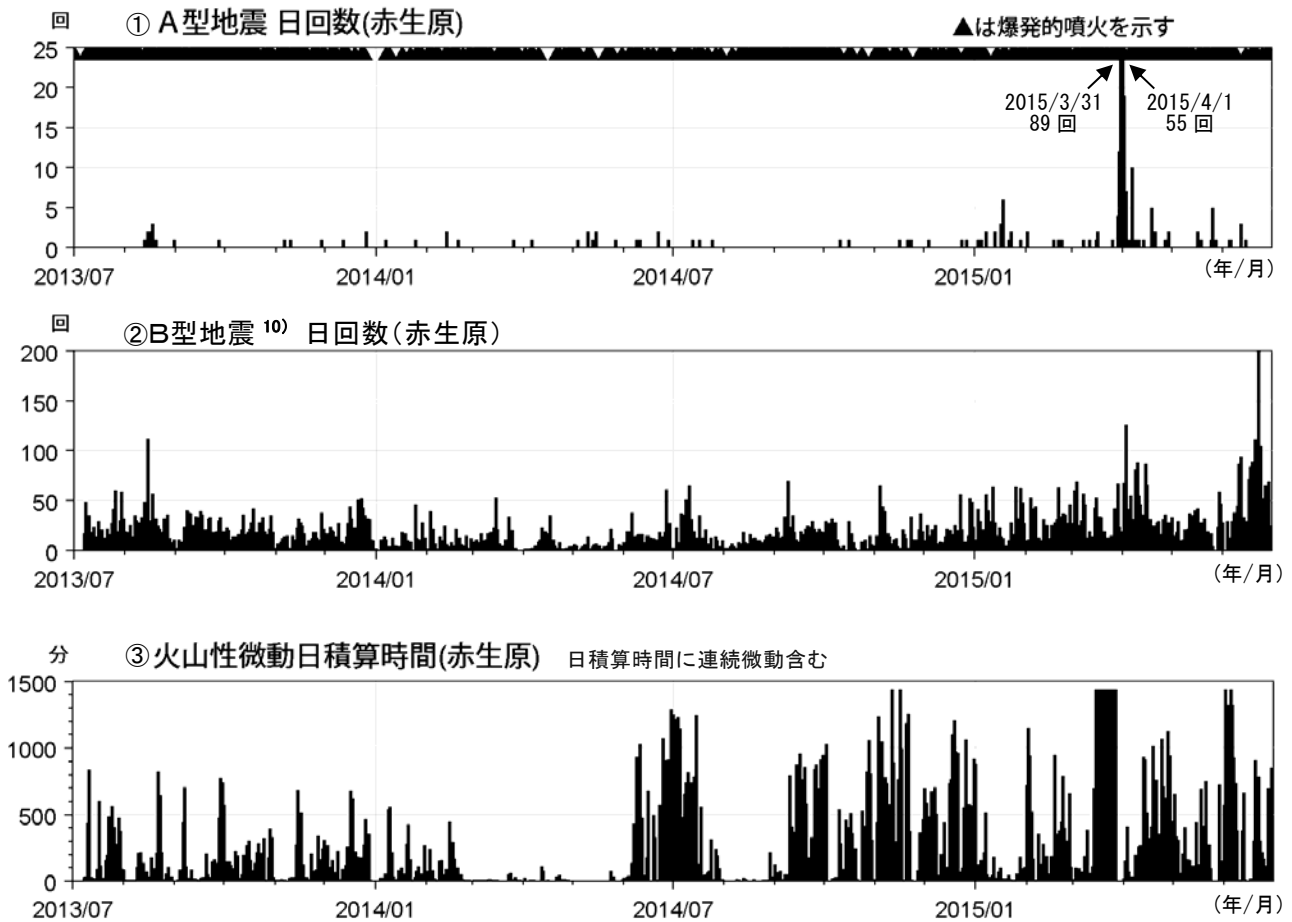 回
①A型地震 日回数(赤生原)
▲は爆発的噴火を示す
25
20
15
10
5
0
2015/3/31
89 回
2015/4/1
55 回
2013/07
2014/01
2014/07
2015/01
(年/月)
回
②B型地震 10) 日回数(赤生原)
200
150
100
50
0
2013/07
2014/01
2014/07
2015/01
(年/月)
分
③火山性微動日積算時間(赤生原) 日積算時間に連続微動含む
1500
1000
500
0
2013/07
2014/01
2014/07
2015/01
(年/月)